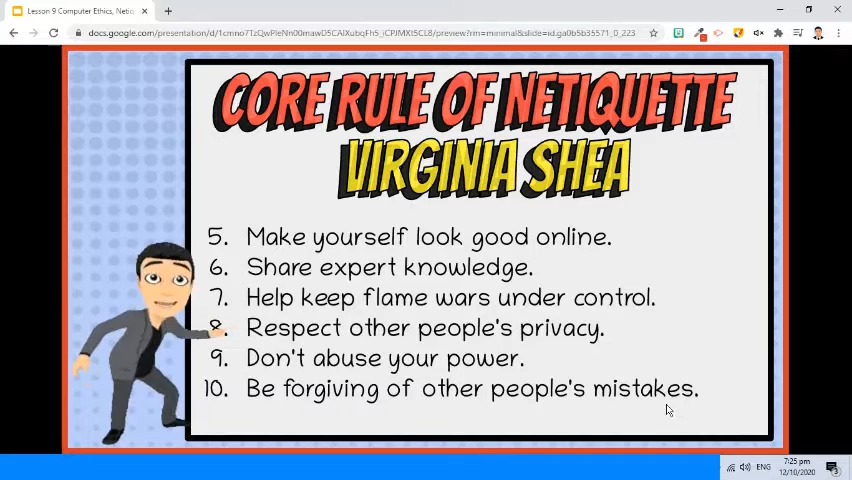 Lesson 9 Computer Ethics, Netiq
docs.google.com/presentation/d/1cmno7TzQwPleNn00mawD5CAIXubqFh5_iCPJMXt5CL8/preview?rm=minimal&slide=id.ga0b5b35571_0_223
CORE RULE OF NETIQUETTE
VIRGINIA SHEA
5. Make yourself look good online.
6. Share expert knowledge.
7. Help keep flame wars under control.
8. Respect other people's privacy.
9. Don't abuse your power.
10. Be forgiving of other people's mistakes.
ENG
7:25 pm
12/10/2020
3